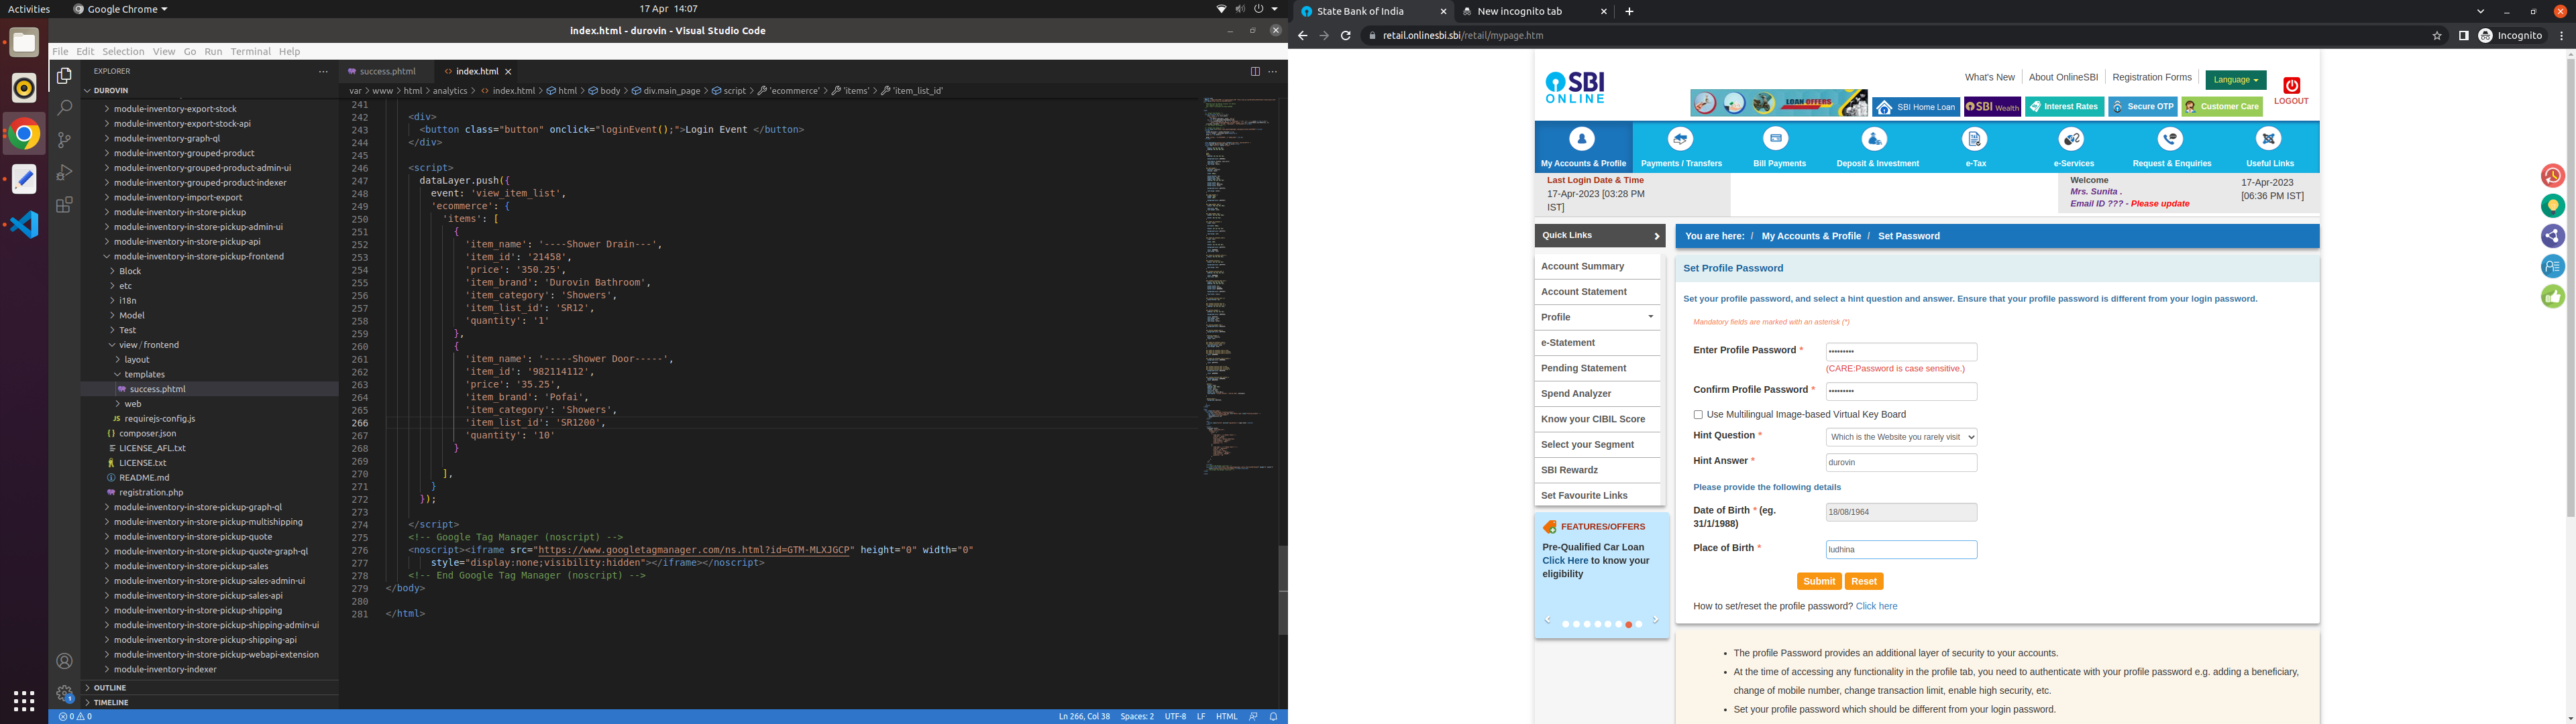 Activities
Google Chrome
17 Apr 14:07
index.html - durovin - Visual Studio Code
File Edit Selection View Go Run Terminal Help
EXPLORER
DUROVIN
module-inventory-export-stock
module-inventory-export-stock-api
module-inventory-graph-ql
module-inventory-grouped-product
module-inventory-grouped-product-admin-ui
module-inventory-grouped-product-indexer
module-inventory-import-export
module-inventory-in-store-pickup
module-inventory-in-store-pickup-admin-ui
module-inventory-in-store-pickup-api
module-inventory-in-store-pickup-frontend
Block
etc
i18n
Model
Test
view / frontend
layout
templates
success.phtml
web
JS requirejs-config.js
{} composer.json
LICENSE_AFL.txt
LICENSE.txt
README.md
registration.php
module-inventory-in-store-pickup-graph-ql
module-inventory-in-store-pickup-multishipping
module-inventory-in-store-pickup-quote
module-inventory-in-store-pickup-quote-graph-ql
module-inventory-in-store-pickup-sales
module-inventory-in-store-pickup-sales-admin-ui
module-inventory-in-store-pickup-sales-api
module-inventory-in-store-pickup-shipping
module-inventory-in-store-pickup-shipping-admin-ui
module-inventory-in-store-pickup-shipping-api
module-inventory-in-store-pickup-webapi-extension
module-inventory-indexer
OUTLINE
TIMELINE
success.phtml
index.html
var > www > html > analytics > index.html > html > body > div.main_page > script > 'ecommerce' > 'items' > 'item_list_id'
241
242 <div>
243 <button class="button" onclick="loginEvent();">Login Event </button>
244 </div>
245
246 <script>
247 dataLayer.push({
248 event: 'view_item_list',
249 'ecommerce': {
250 'items': [
251 {
252 'item_name': '----Shower Drain---',
253 'item_id': '21458',
254 'price': '350.25',
255 'item_brand': 'Durovin Bathroom',
256 'item_category': 'Showers',
257 'item_list_id': 'SR12',
258 'quantity': '1'
259 },
260 {
261 'item_name': '-----Shower Door-----',
262 'item_id': '982114112',
263 'price': '35.25',
264 'item_brand': 'Pofai',
265 'item_category': 'Showers',
266 'item_list_id': 'SR1200',
267 'quantity': '10'
268 }
269
270 ],
271 }
272 });
273
274 </script>
275 <!-- Google Tag Manager (noscript) -->
276 <noscript><iframe src="https://www.googletagmanager.com/ns.html?id=GTM-MLXJGCP" height="0" width="0"
277 style="display:none;visibility:hidden"></iframe></noscript>
278 <!-- End Google Tag Manager (noscript) -->
279 </body>
280
281 </html>
0 0
Ln 266, Col 38 Spaces: 2 UTF-8 LF HTML
State Bank of India
New incognito tab
retail.onlinesbi.sbi/retail/mypage.htm
Incognito
SBI
ONLINE
What's New
About OnlineSBI
Registration Forms
Language
LOGOUT
LOAN OFFERS
SBI Home Loan
SBI Wealth
Interest Rates
Secure OTP
Customer Care
My Accounts & Profile
Payments / Transfers
Bill Payments
Deposit & Investment
e-Tax
e-Services
Request & Enquiries
Useful Links
Last Login Date & Time
17-Apr-2023 [03:28 PM
IST]
Welcome
Mrs. Sunita .
Email ID ??? - Please update
17-Apr-2023
[06:36 PM IST]
Quick Links
Account Summary
Account Statement
Profile
e-Statement
Pending Statement
Spend Analyzer
Know your CIBIL Score
Select your Segment
SBI Rewardz
Set Favourite Links
FEATURES/OFFERS
Pre-Qualified Car Loan
Click Here to know your
eligibility
You are here: / My Accounts & Profile / Set Password
Set Profile Password
Set your profile password, and select a hint question and answer. Ensure that your profile password is different from your login password.
Mandatory fields are marked with an asterisk (*)
Enter Profile Password * •••••••••
(CARE:Password is case sensitive.)
Confirm Profile Password * •••••••••
Use Multilingual Image-based Virtual Key Board
Hint Question * Which is the Website you rarely visit
Hint Answer * durovin
Please provide the following details
Date of Birth * (eg.
31/1/1988)
18/08/1964
Place of Birth * ludhina
Submit
Reset
How to set/reset the profile password? Click here
• The profile Password provides an additional layer of security to your accounts.
• At the time of accessing any functionality in the profile tab, you need to authenticate with your profile password e.g. adding a beneficiary,
change of mobile number, change transaction limit, enable high security, etc.
• Set your profile password which should be different from your login password.